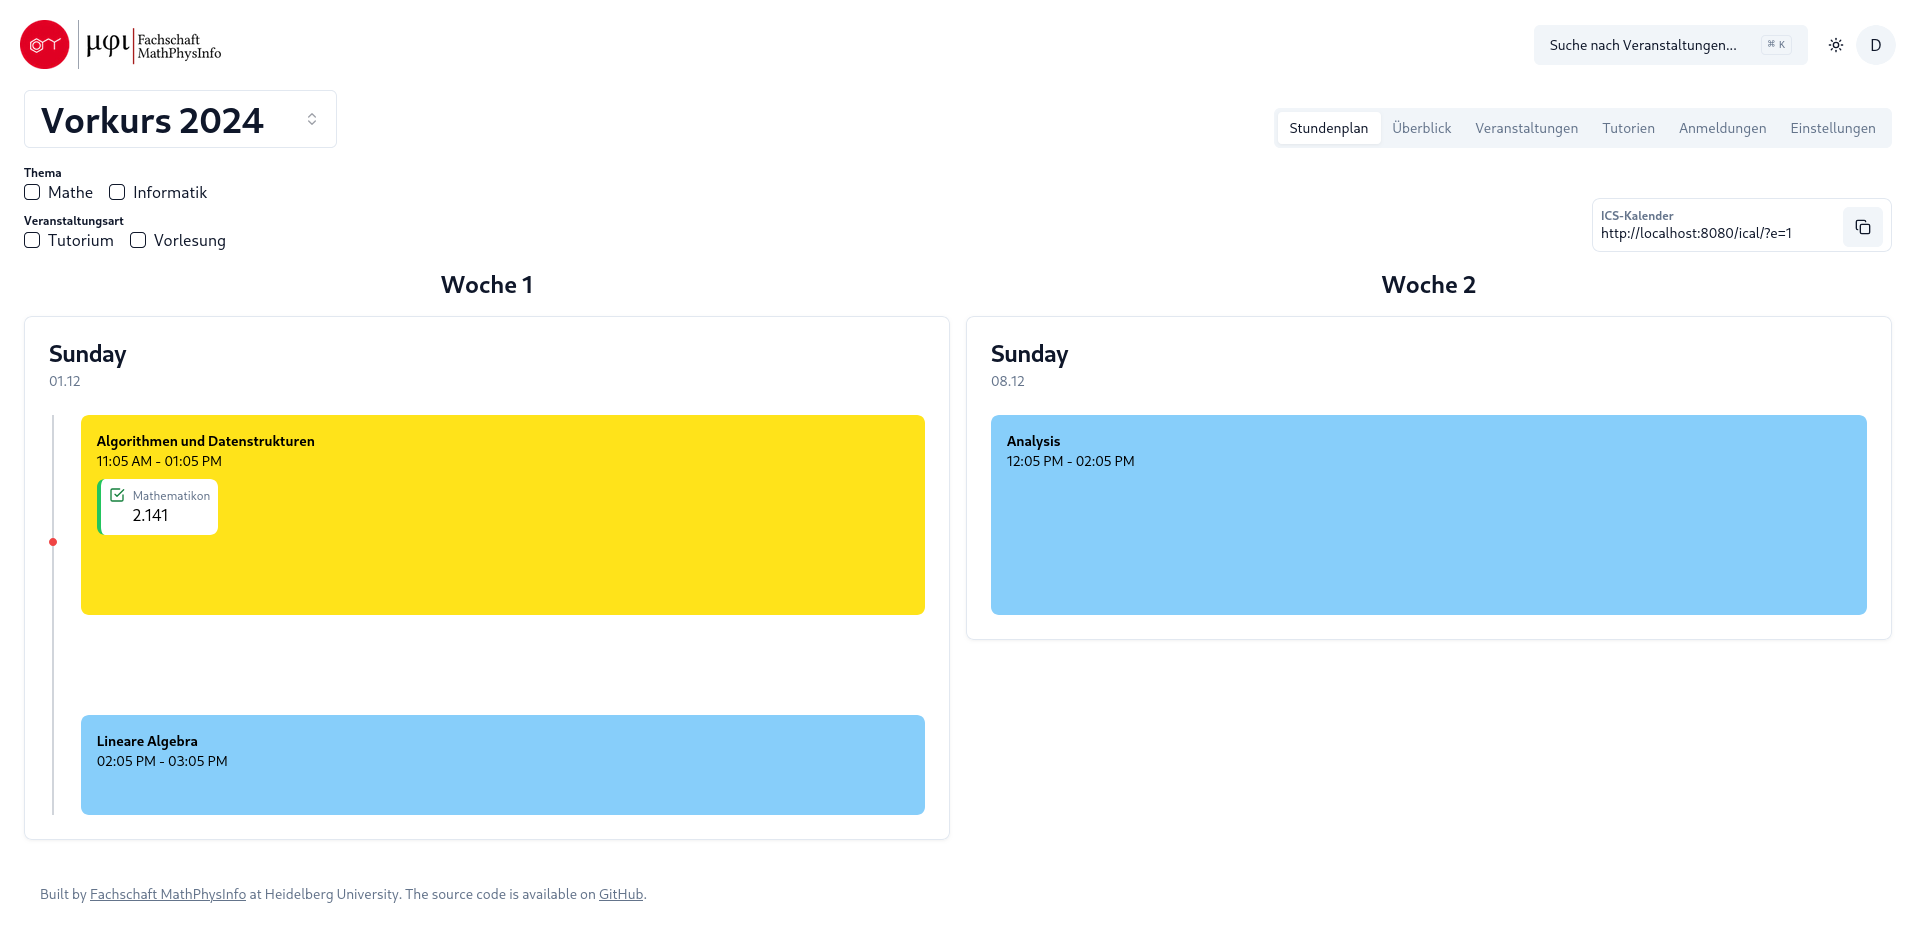 μφι Fachschaft
MathPhysInfo
Suche nach Veranstaltungen... ⌘ K
D
Vorkurs 2024
Stundenplan Überblick Veranstaltungen Tutorien Anmeldungen Einstellungen
Thema
Mathe Informatik
Veranstaltungsart
Tutorium Vorlesung
ICS-Kalender
http://localhost:8080/ical/?e=1
Woche 1
Sunday
01.12
Algorithmen und Datenstrukturen
11:05 AM - 01:05 PM
Mathematikon
2.141
Lineare Algebra
02:05 PM - 03:05 PM
Woche 2
Sunday
08.12
Analysis
12:05 PM - 02:05 PM
Built by Fachschaft MathPhysInfo at Heidelberg University. The source code is available on GitHub.